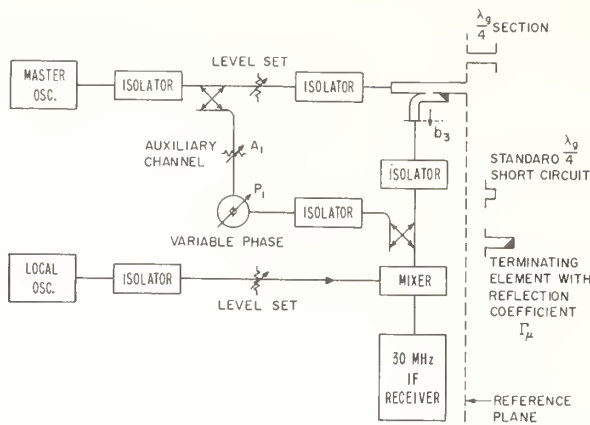 λg/4 SECTION
LEVEL SET
MASTER OSC.
ISOLATOR
ISOLATOR
b3
AUXILIARY CHANNEL
A1
ISOLATOR
STANDARO λg/4
SHORT CIRCUIT
P1
ISOLATOR
VARIABLE PHASE
LOCAL OSC.
ISOLATOR
LEVEL SET
MIXER
TERMINATING
ELEMENT WITH
REFLECTION
COEFFICIENT
Γμ
30 MHz
IF
RECEIVER
REFERENCE
PLANE